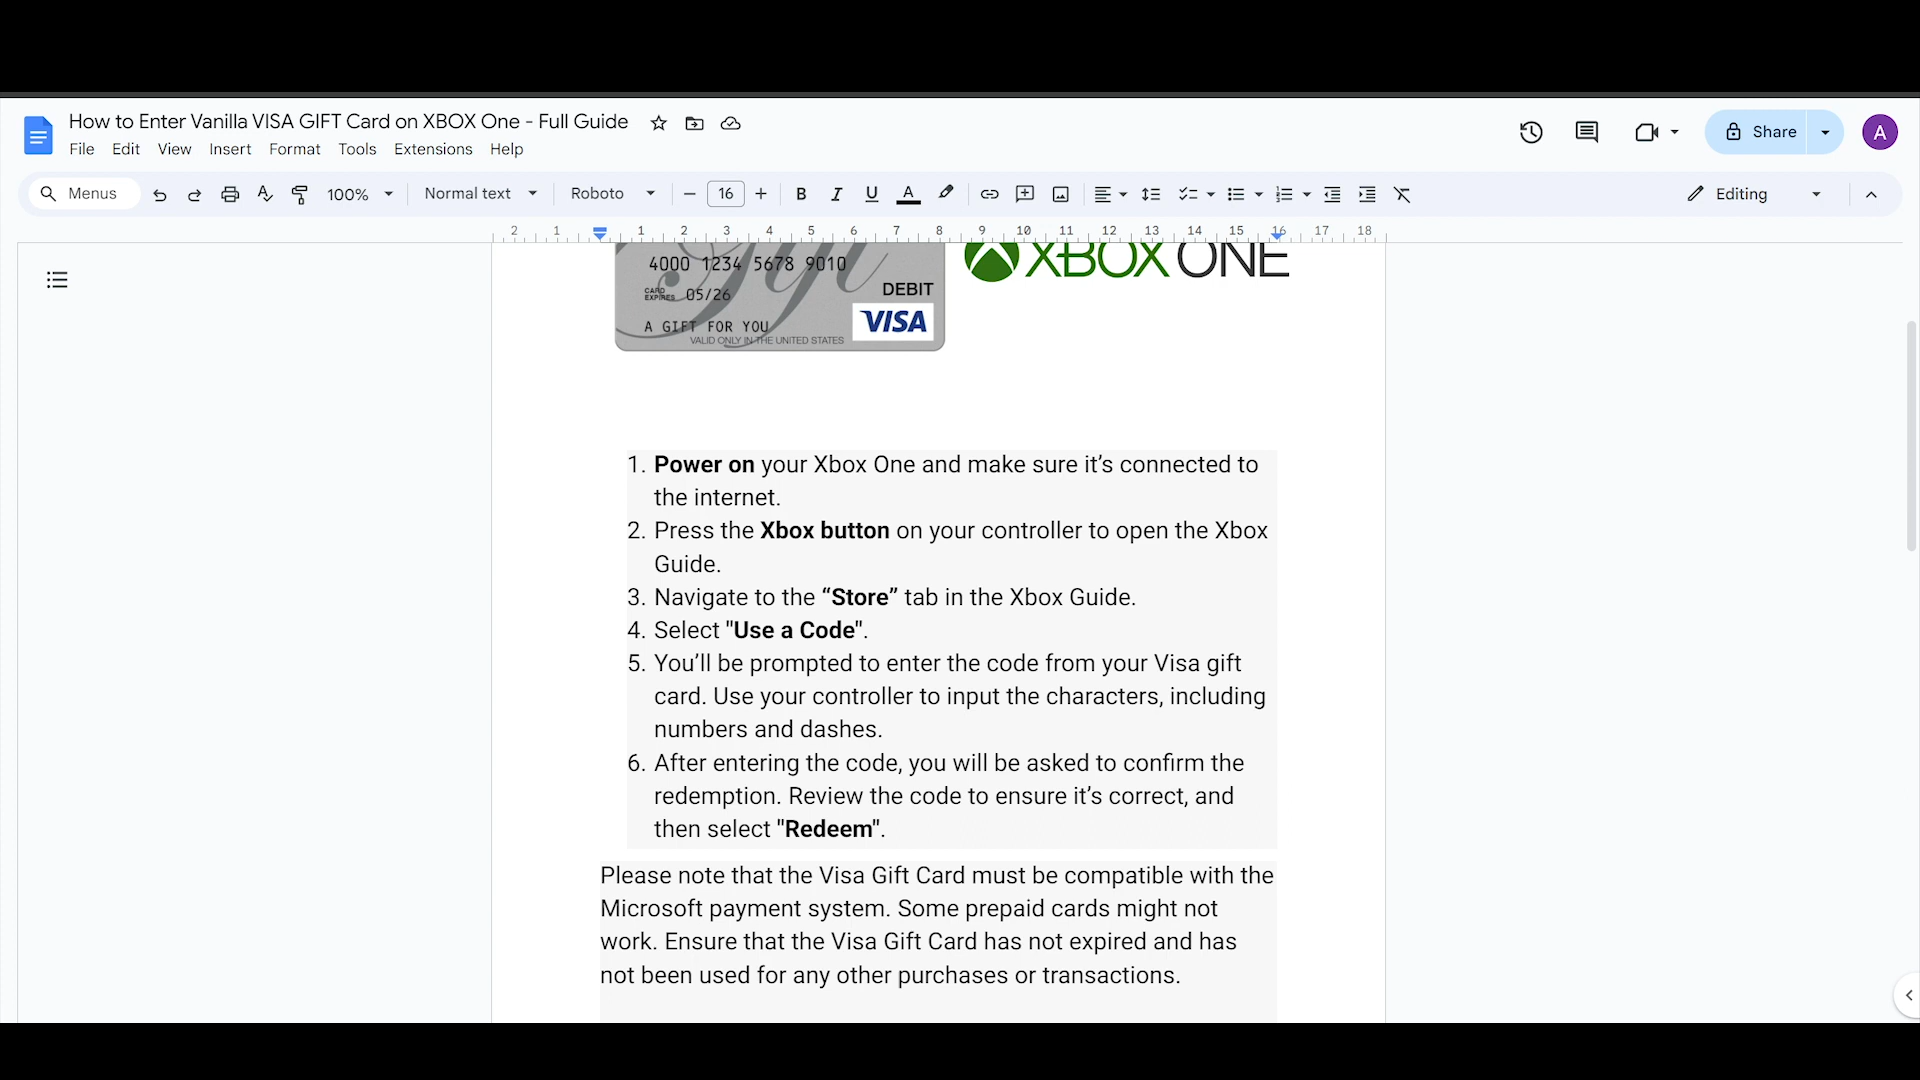 How to Enter Vanilla VISA GIFT Card on XBOX One - Full Guide
File Edit View Insert Format Tools Extensions Help
Share
A
Menus
100%
Normal text
Roboto
16
Editing
2 1 1 2 3 4 5 6 7 8 9 10 11 12 13 14 15 16 17 18
4000 1234 5678 9010
XBOX ONE
CARD
EXPIRES 05/26
DEBIT
VISA
A GIFT FOR YOU
VALID ONLY IN THE UNITED STATES
1. Power on your Xbox One and make sure it’s connected to
the internet.
2. Press the Xbox button on your controller to open the Xbox
Guide.
3. Navigate to the “Store” tab in the Xbox Guide.
4. Select "Use a Code".
5. You’ll be prompted to enter the code from your Visa gift
card. Use your controller to input the characters, including
numbers and dashes.
6. After entering the code, you will be asked to confirm the
redemption. Review the code to ensure it’s correct, and
then select "Redeem".
Please note that the Visa Gift Card must be compatible with the
Microsoft payment system. Some prepaid cards might not
work. Ensure that the Visa Gift Card has not expired and has
not been used for any other purchases or transactions.